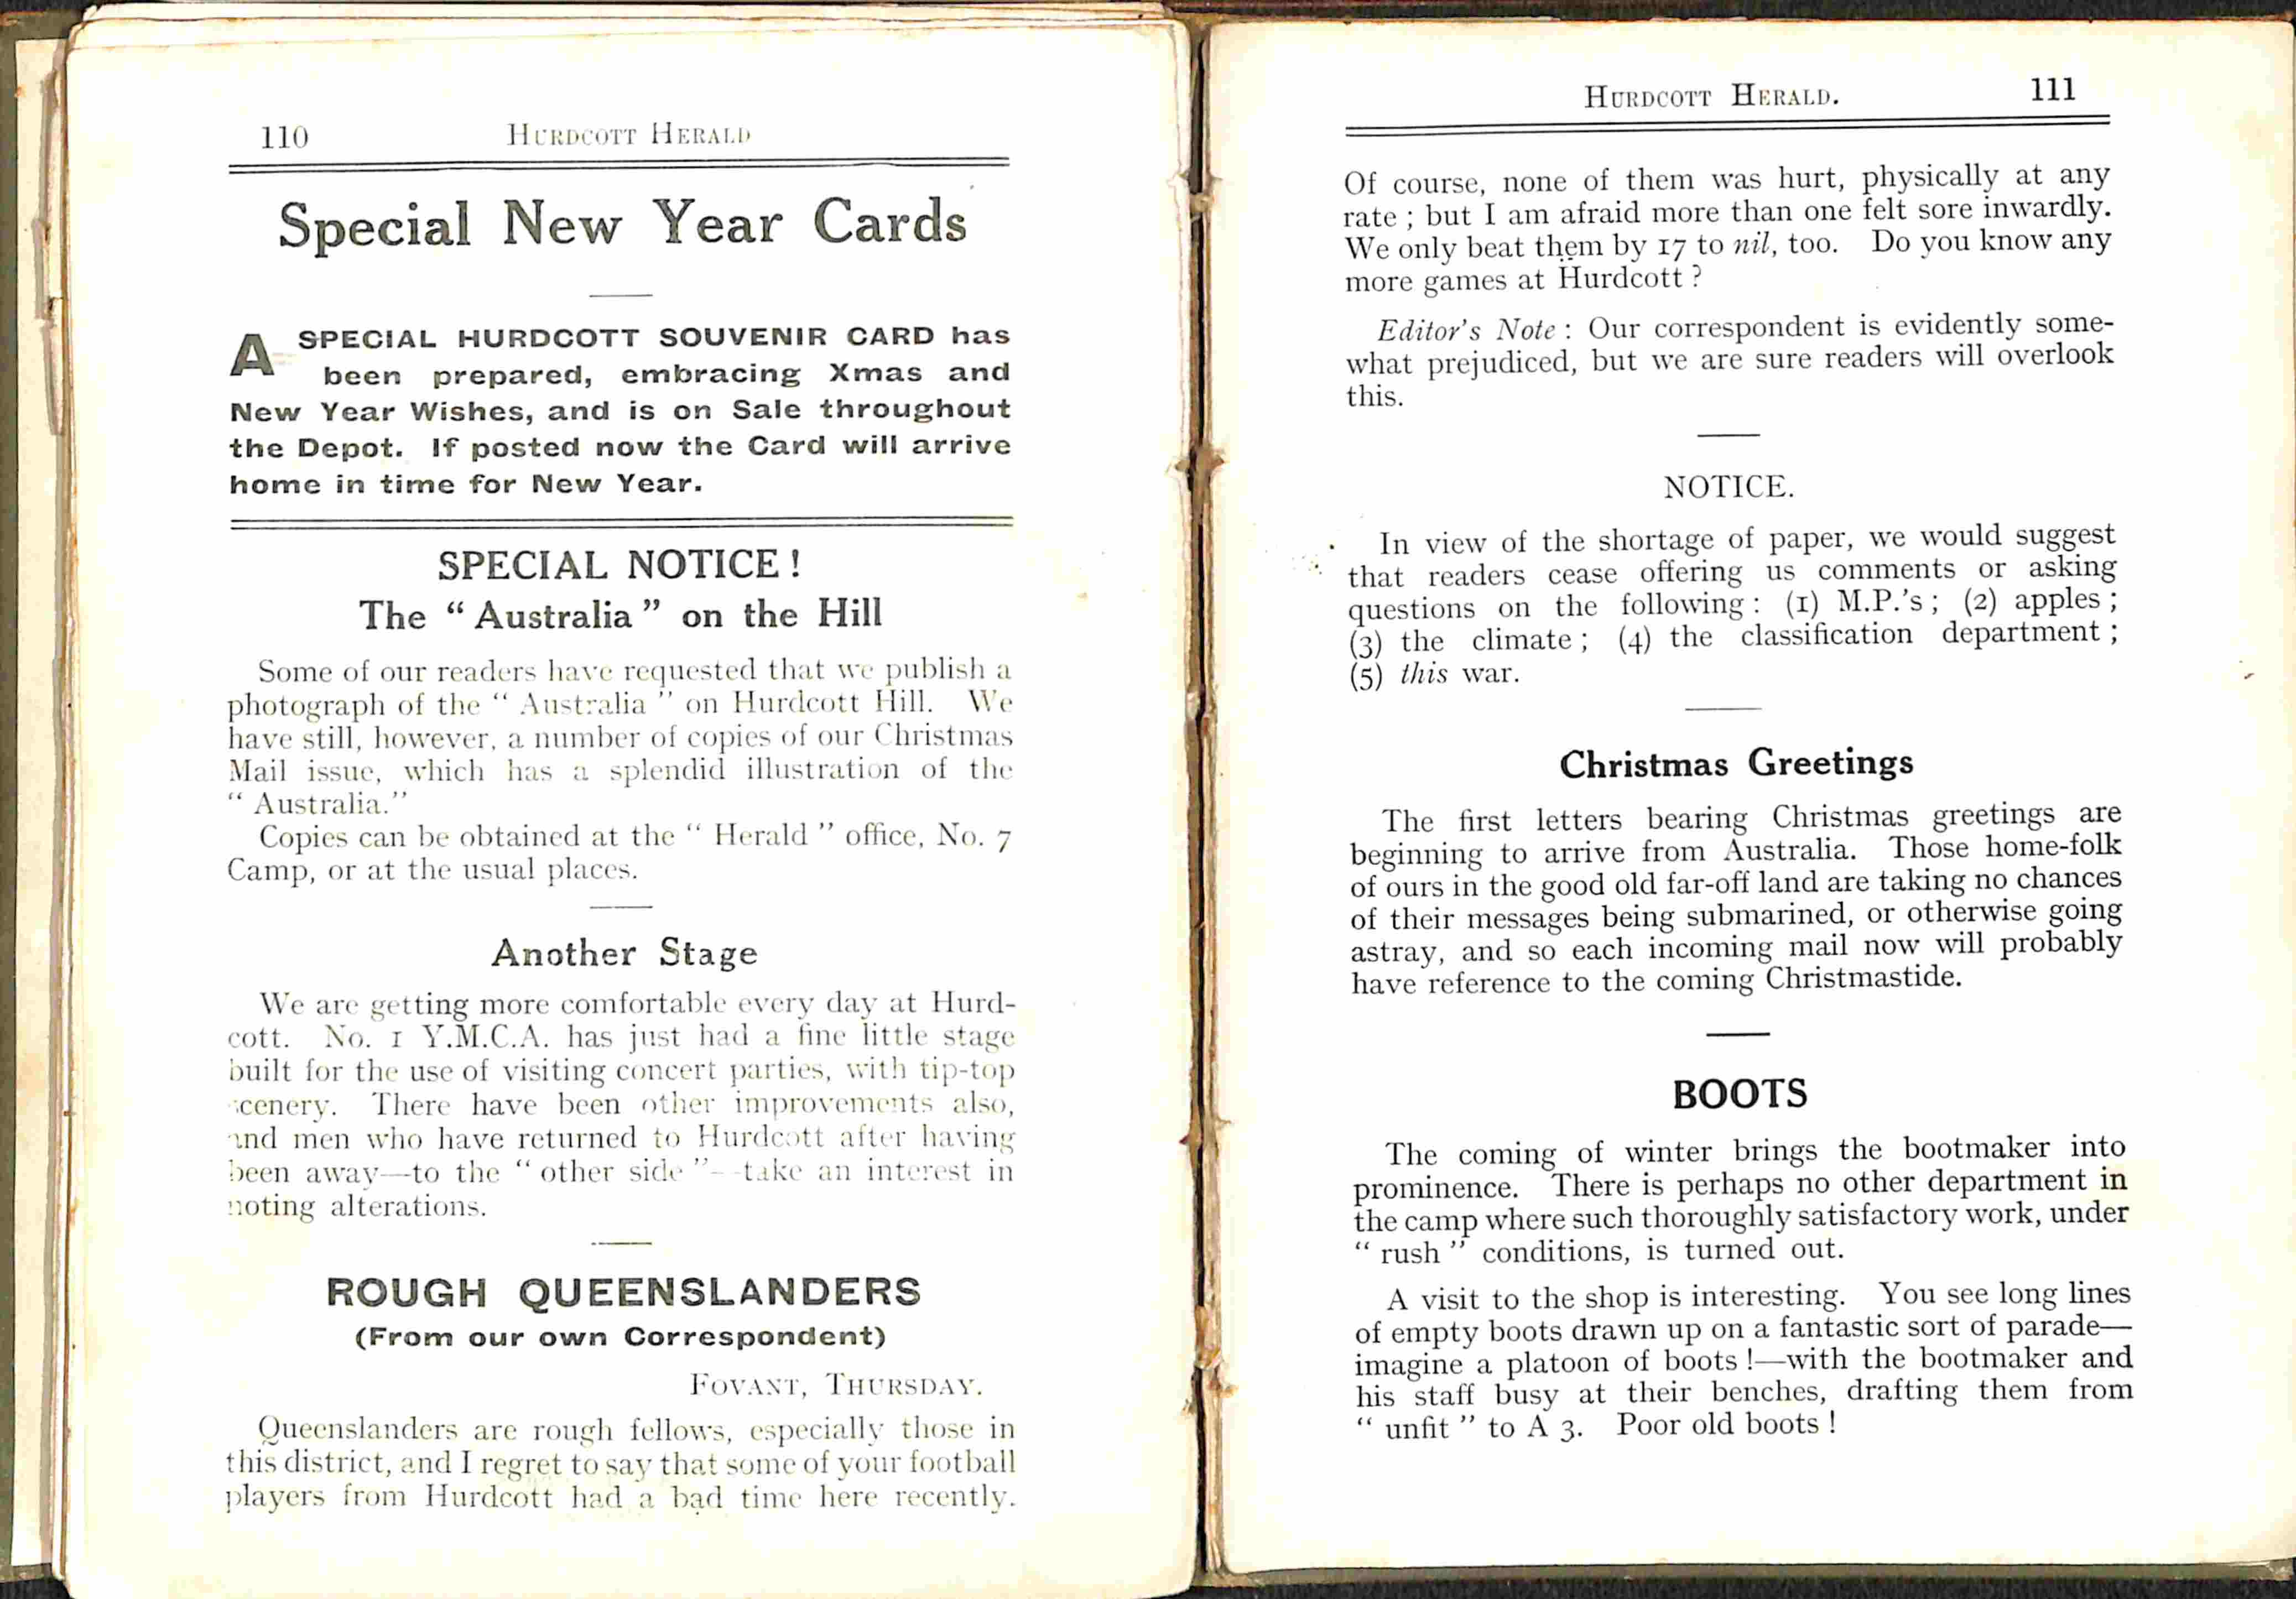 110 HURDCOTT HERALD
Special New Year Cards
A SPECIAL HURDCOTT SOUVENIR CARD has
been prepared, embracing Xmas and
New Year Wishes, and is on Sale throughout
the Depot. If posted now the Card will arrive
home in time for New Year.
SPECIAL NOTICE !
The “ Australia ” on the Hill
Some of our readers have requested that we publish a
photograph of the “ Australia ” on Hurdcott Hill. We
have still, however, a number of copies of our Christmas
Mail issue, which has a splendid illustration of the
“ Australia.”
Copies can be obtained at the “ Herald ” office, No. 7
Camp, or at the usual places.
Another Stage
We are getting more comfortable every day at Hurd-
cott. No. 1 Y.M.C.A. has just had a fine little stage
built for the use of visiting concert parties, with tip-top
scenery. There have been other improvements also,
and men who have returned to Hurdcott after having
been away—to the “ other side ”—take an interest in
noting alterations.
ROUGH QUEENSLANDERS
(From our own Correspondent)
FOVANT, THURSDAY.
Queenslanders are rough fellows, especially those in
this district, and I regret to say that some of your football
players from Hurdcott had a bad time here recently.
HURDCOTT HERALD. 111
Of course, none of them was hurt, physically at any
rate ; but I am afraid more than one felt sore inwardly.
We only beat them by 17 to nil, too. Do you know any
more games at Hurdcott ?
Editor's Note : Our correspondent is evidently some-
what prejudiced, but we are sure readers will overlook
this.
NOTICE.
In view of the shortage of paper, we would suggest
that readers cease offering us comments or asking
questions on the following : (1) M.P.'s ; (2) apples ;
(3) the climate ; (4) the classification department ;
(5) this war.
Christmas Greetings
The first letters bearing Christmas greetings are
beginning to arrive from Australia. Those home-folk
of ours in the good old far-off land are taking no chances
of their messages being submarined, or otherwise going
astray, and so each incoming mail now will probably
have reference to the coming Christmastide.
BOOTS
The coming of winter brings the bootmaker into
prominence. There is perhaps no other department in
the camp where such thoroughly satisfactory work, under
“ rush ” conditions, is turned out.
A visit to the shop is interesting. You see long lines
of empty boots drawn up on a fantastic sort of parade—
imagine a platoon of boots !—with the bootmaker and
his staff busy at their benches, drafting them from
“ unfit ” to A 3. Poor old boots !